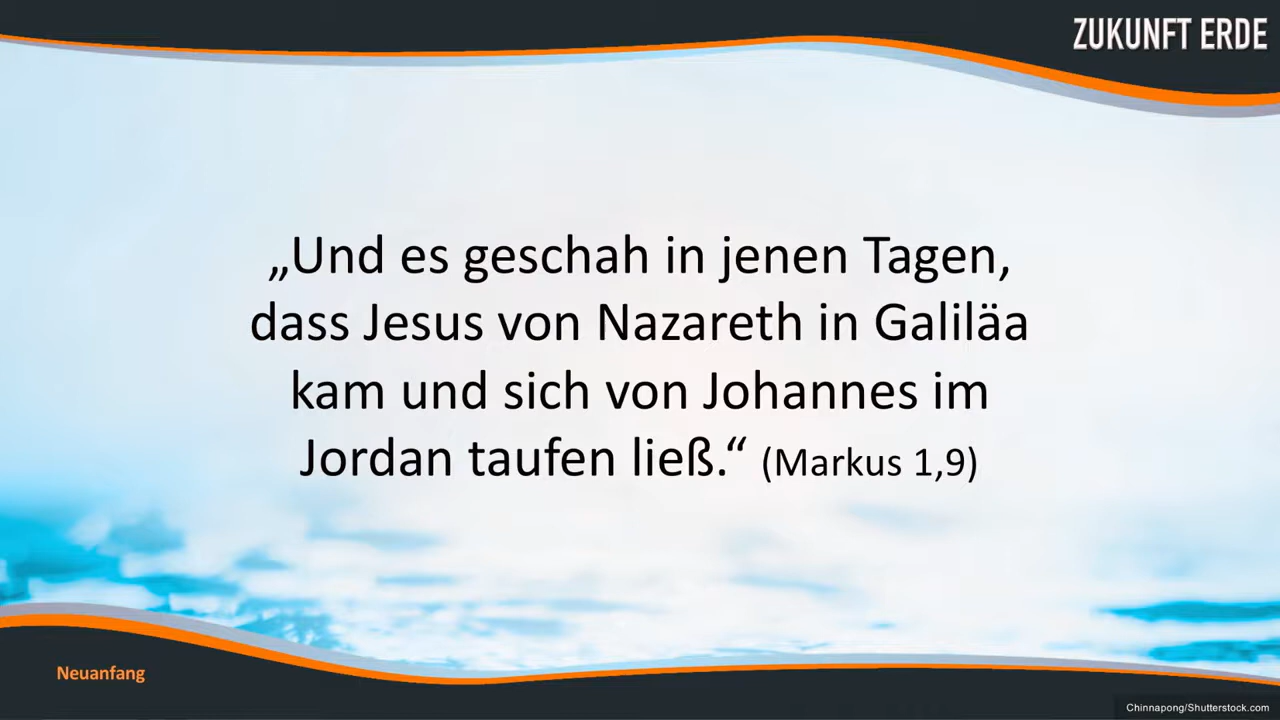 ZUKUNFT ERDE
„Und es geschah in jenen Tagen,
dass Jesus von Nazareth in Galiläa
kam und sich von Johannes im
Jordan taufen ließ.“ (Markus 1,9)
Neuanfang
Chinnapong/Shutterstock.com